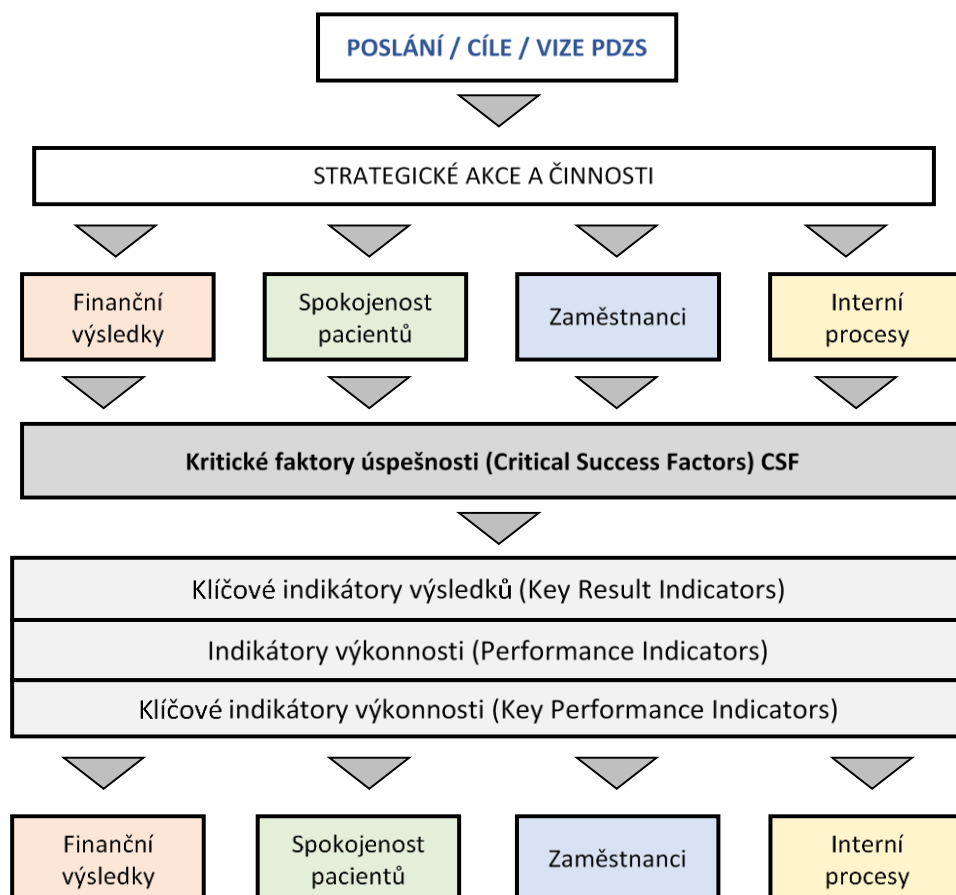 POSLÁNÍ / CÍLE / VIZE PDZS
STRATEGICKÉ AKCE A ČINNOSTI
Finanční
výsledky
Spokojenost
pacientů
Zaměstnanci
Interní
procesy
Kritické faktory úspešnosti (Critical Success Factors) CSF
Klíčové indikátory výsledků (Key Result Indicators)
Indikátory výkonnosti (Performance Indicators)
Klíčové indikátory výkonnosti (Key Performance Indicators)
Finanční
výsledky
Spokojenost
pacientů
Zaměstnanci
Interní
procesy